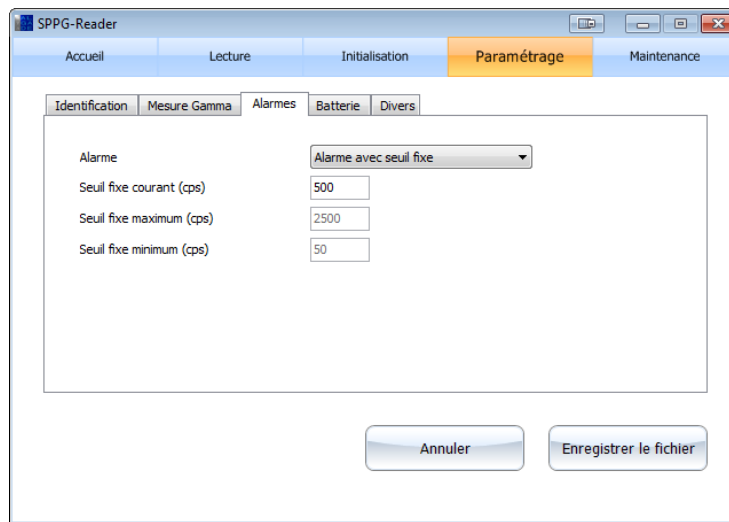 SPPG-Reader
Accueil Lecture Initialisation Paramétrage Maintenance
Identification Mesure Gamma Alarmes Batterie Divers
Alarme Alarme avec seuil fixe
Seuil fixe courant (cps) 500
Seuil fixe maximum (cps) 2500
Seuil fixe minimum (cps) 50
Annuler Enregistrer le fichier